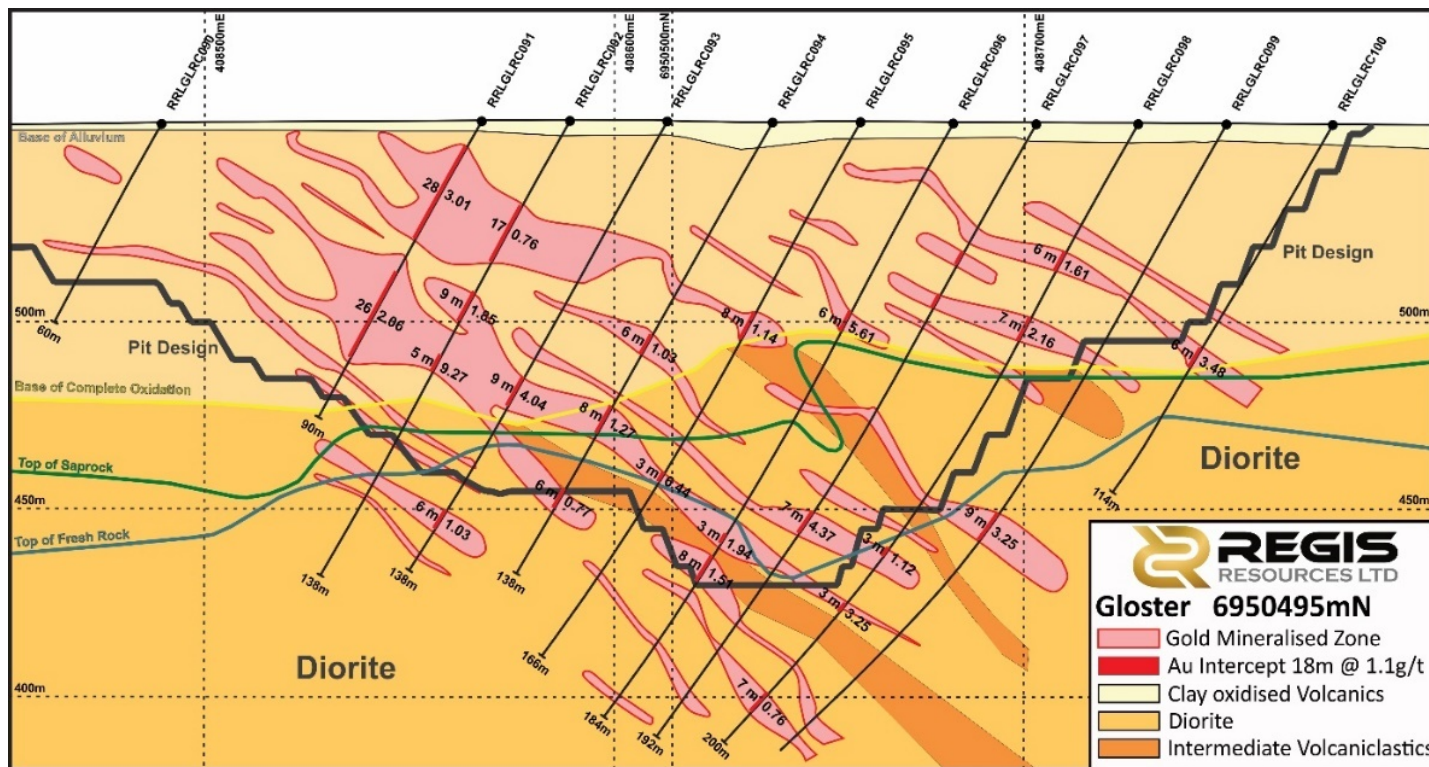 RRLGLRC090
408500mE
RRLGLRC091
RRLGLRC092
408600mE
6950500mN
RRLGLRC093
RRLGLRC094
RRLGLRC095
RRLGLRC096
408700mE
RRLGLRC097
RRLGLRC098
RRLGLRC099
RRLGLRC100
Base of Alluvium
28 3.01
17 0.76
6 m 1.61
Pit Design
26 2.06
9 m 1.85
6 m 1.03
8 m 1.14
6 m 5.61
7 m 2.16
6 m 3.48
500m
500m
60m
Pit Design
5 m 9.27
9 m 4.04
8 m 1.27
Base of Complete Oxidation
90m
Top of Saprock
Diorite
3 m 6.44
6 m 0.77
450m
450m
114m
6 m 1.03
7 m 4.37
9 m 3.25
Top of Fresh Rock
3 m 1.94
3 m 1.12
8 m 1.51
3 m 3.25
138m
138m
138m
166m
Diorite
400m
7 m 0.76
184m
192m
200m
REGIS
RESOURCES LTD
Gloster 6950495mN
Gold Mineralised Zone
Au Intercept 18m @ 1.1g/t
Clay oxidised Volcanics
Diorite
Intermediate Volcaniclastics